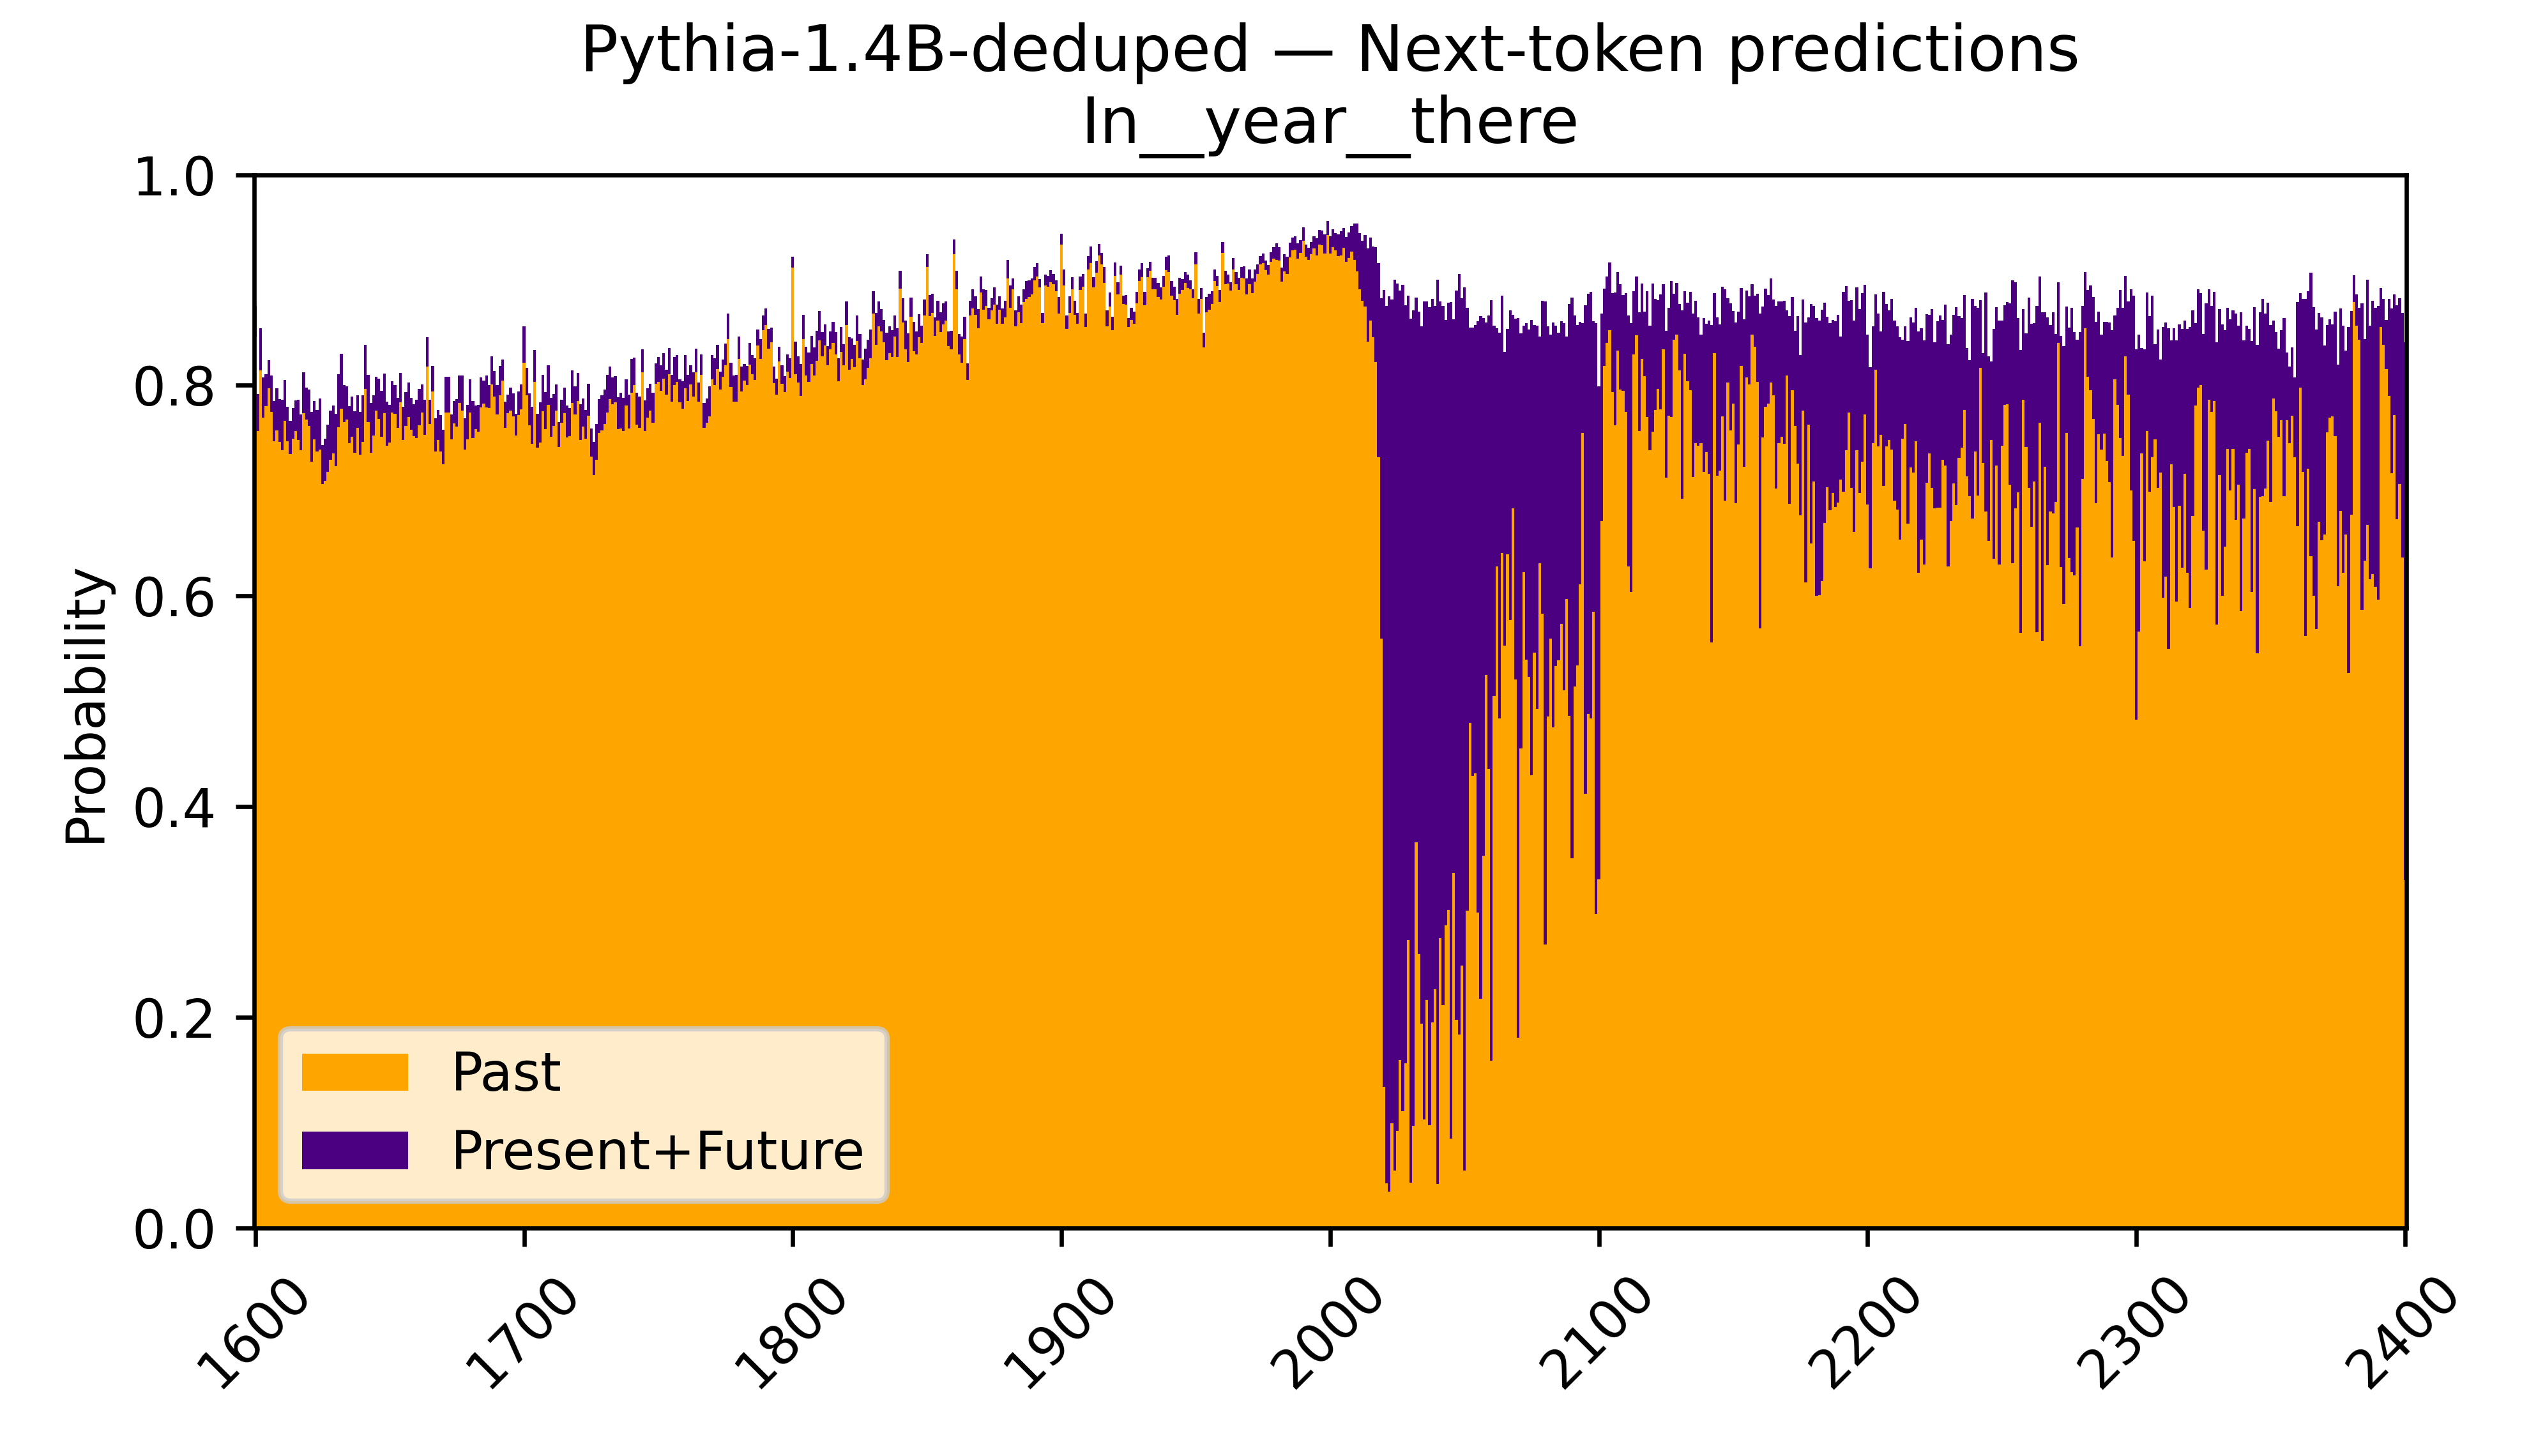 Pythia-1.4B-deduped — Next-token predictions
In__year__there
Probability
1.0
0.8
0.6
0.4
0.2
0.0
Past
Present+Future
1600 1700 1800 1900 2000 2100 2200 2300 2400